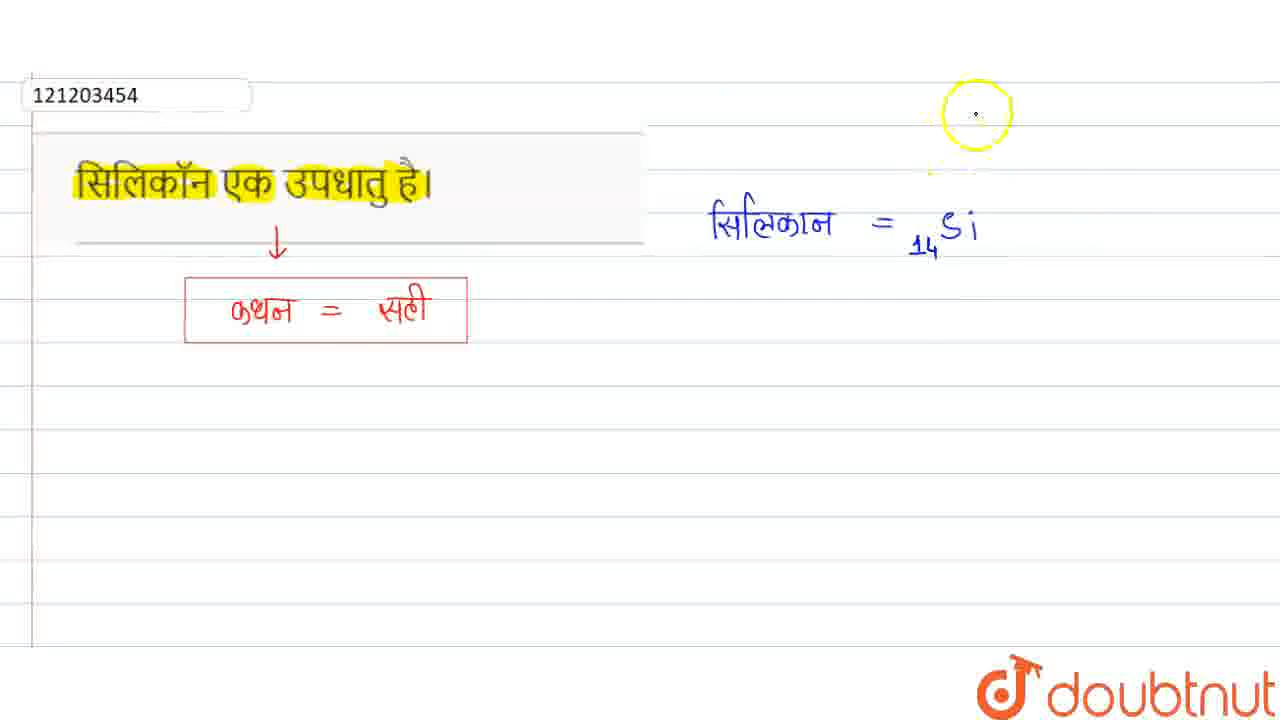 121203454
सिलिकॉन एक उपधातु है।
सिलिकान = 14Si
कथन = सही
doubtnut